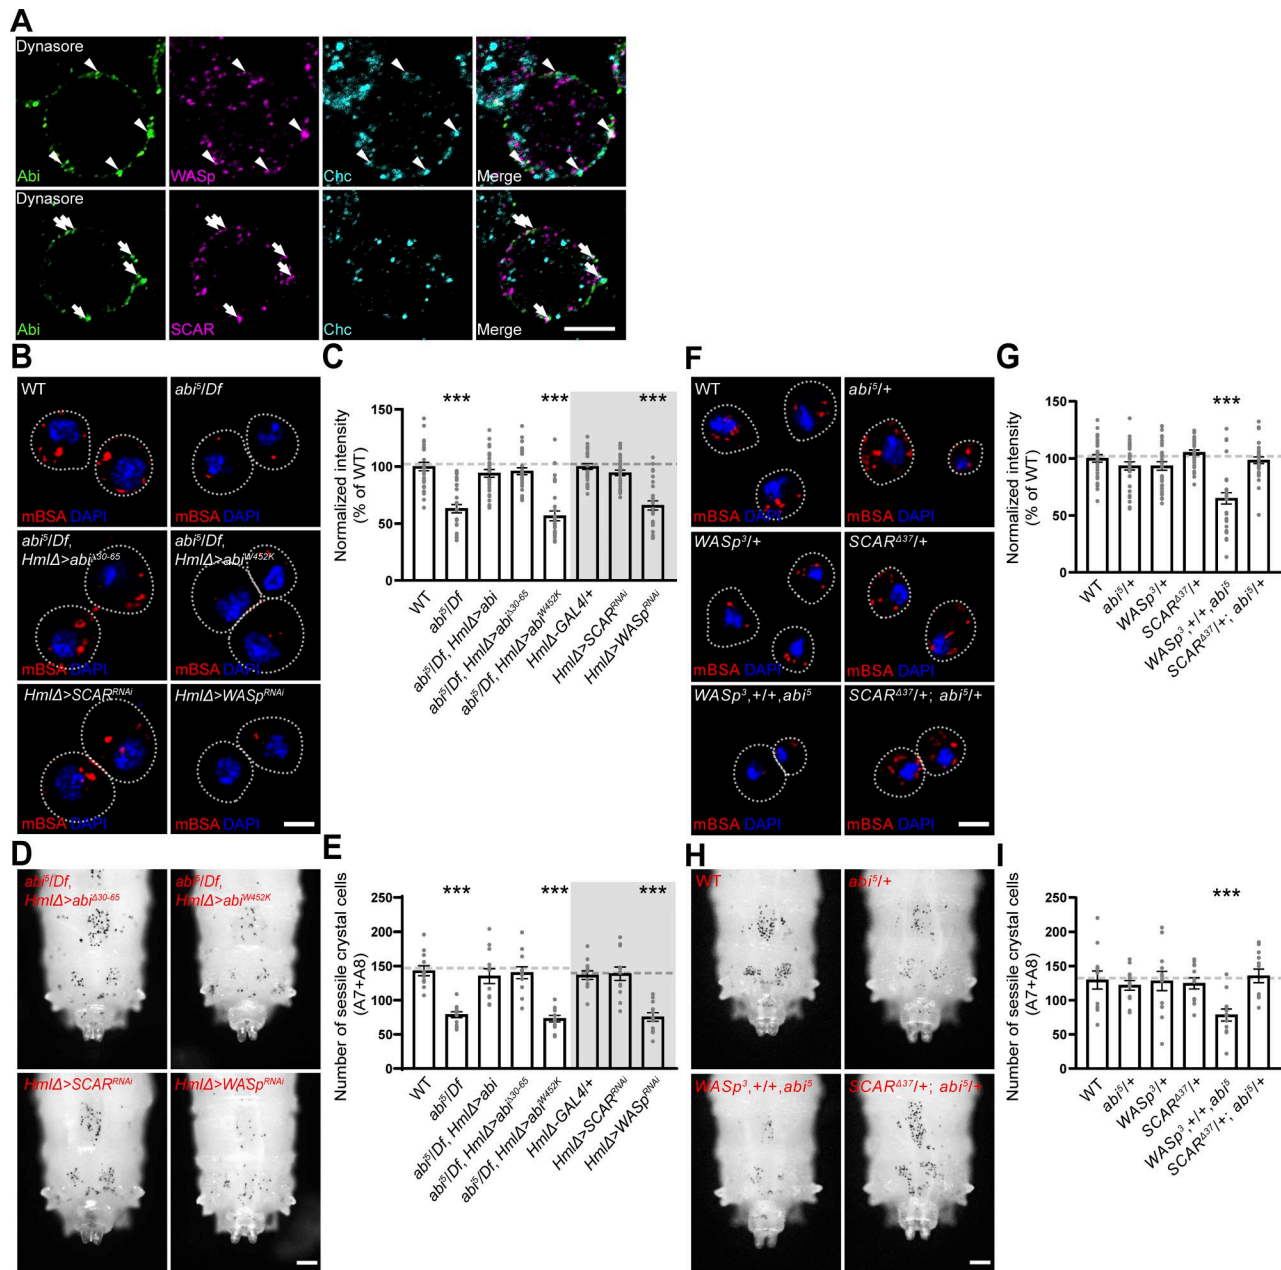 A
Dynasore
Abi
WASp
Chc
Merge
Dynasore
Abi
SCAR
Chc
Merge
B
WT
mBSA DAPI
abi⁵/Df
mBSA DAPI
abi⁵/Df,
HmlΔ>abiΔ³⁰⁻⁶⁵
mBSA DAPI
abi⁵/Df,
HmlΔ>abiᵂ⁴⁵²ᴷ
mBSA DAPI
HmlΔ>SCARᴿᴺᴬⁱ
mBSA DAPI
HmlΔ>WASpᴿᴺᴬⁱ
mBSA DAPI
C
Normalized intensity
(% of WT)
150
100
50
0
***
***
***
WT
abi⁵/Df
abi⁵/Df, HmlΔ>abi
abi⁵/Df, HmlΔ>abiΔ³⁰⁻⁶⁵
abi⁵/Df, HmlΔ>abiᵂ⁴⁵²ᴷ
HmlΔ-GAL4/+
HmlΔ>SCARᴿᴺᴬⁱ
HmlΔ>WASpᴿᴺᴬⁱ
D
abi⁵/Df,
HmlΔ>abiΔ³⁰⁻⁶⁵
abi⁵/Df,
HmlΔ>abiᵂ⁴⁵²ᴷ
HmlΔ>SCARᴿᴺᴬⁱ
HmlΔ>WASpᴿᴺᴬⁱ
E
Number of sessile crystal cells
(A7+A8)
250
200
150
100
50
0
***
***
***
WT
abi⁵/Df
abi⁵/Df, HmlΔ>abi
abi⁵/Df, HmlΔ>abiΔ³⁰⁻⁶⁵
abi⁵/Df, HmlΔ>abiᵂ⁴⁵²ᴷ
HmlΔ-GAL4/+
HmlΔ>SCARᴿᴺᴬⁱ
HmlΔ>WASpᴿᴺᴬⁱ
F
WT
mBSA DAPI
abi⁵/+
mBSA DAPI
WASp³/+
mBSA DAPI
SCARΔ³⁷/+
mBSA DAPI
WASp³,+/+,abi⁵
mBSA DAPI
SCARΔ³⁷/+; abi⁵/+
mBSA DAPI
G
Normalized intensity
(% of WT)
150
100
50
0
***
WT
abi⁵/+
WASp³/+
SCARΔ³⁷/+
WASp³,+/+,abi⁵
SCARΔ³⁷/+; abi⁵/+
H
WT
abi⁵/+
WASp³,+/+,abi⁵
SCARΔ³⁷/+; abi⁵/+
I
Number of sessile crystal cells
(A7+A8)
250
200
150
100
50
0
***
WT
abi⁵/+
WASp³/+
SCARΔ³⁷/+
WASp³,+/+,abi⁵
SCARΔ³⁷/+; abi⁵/+